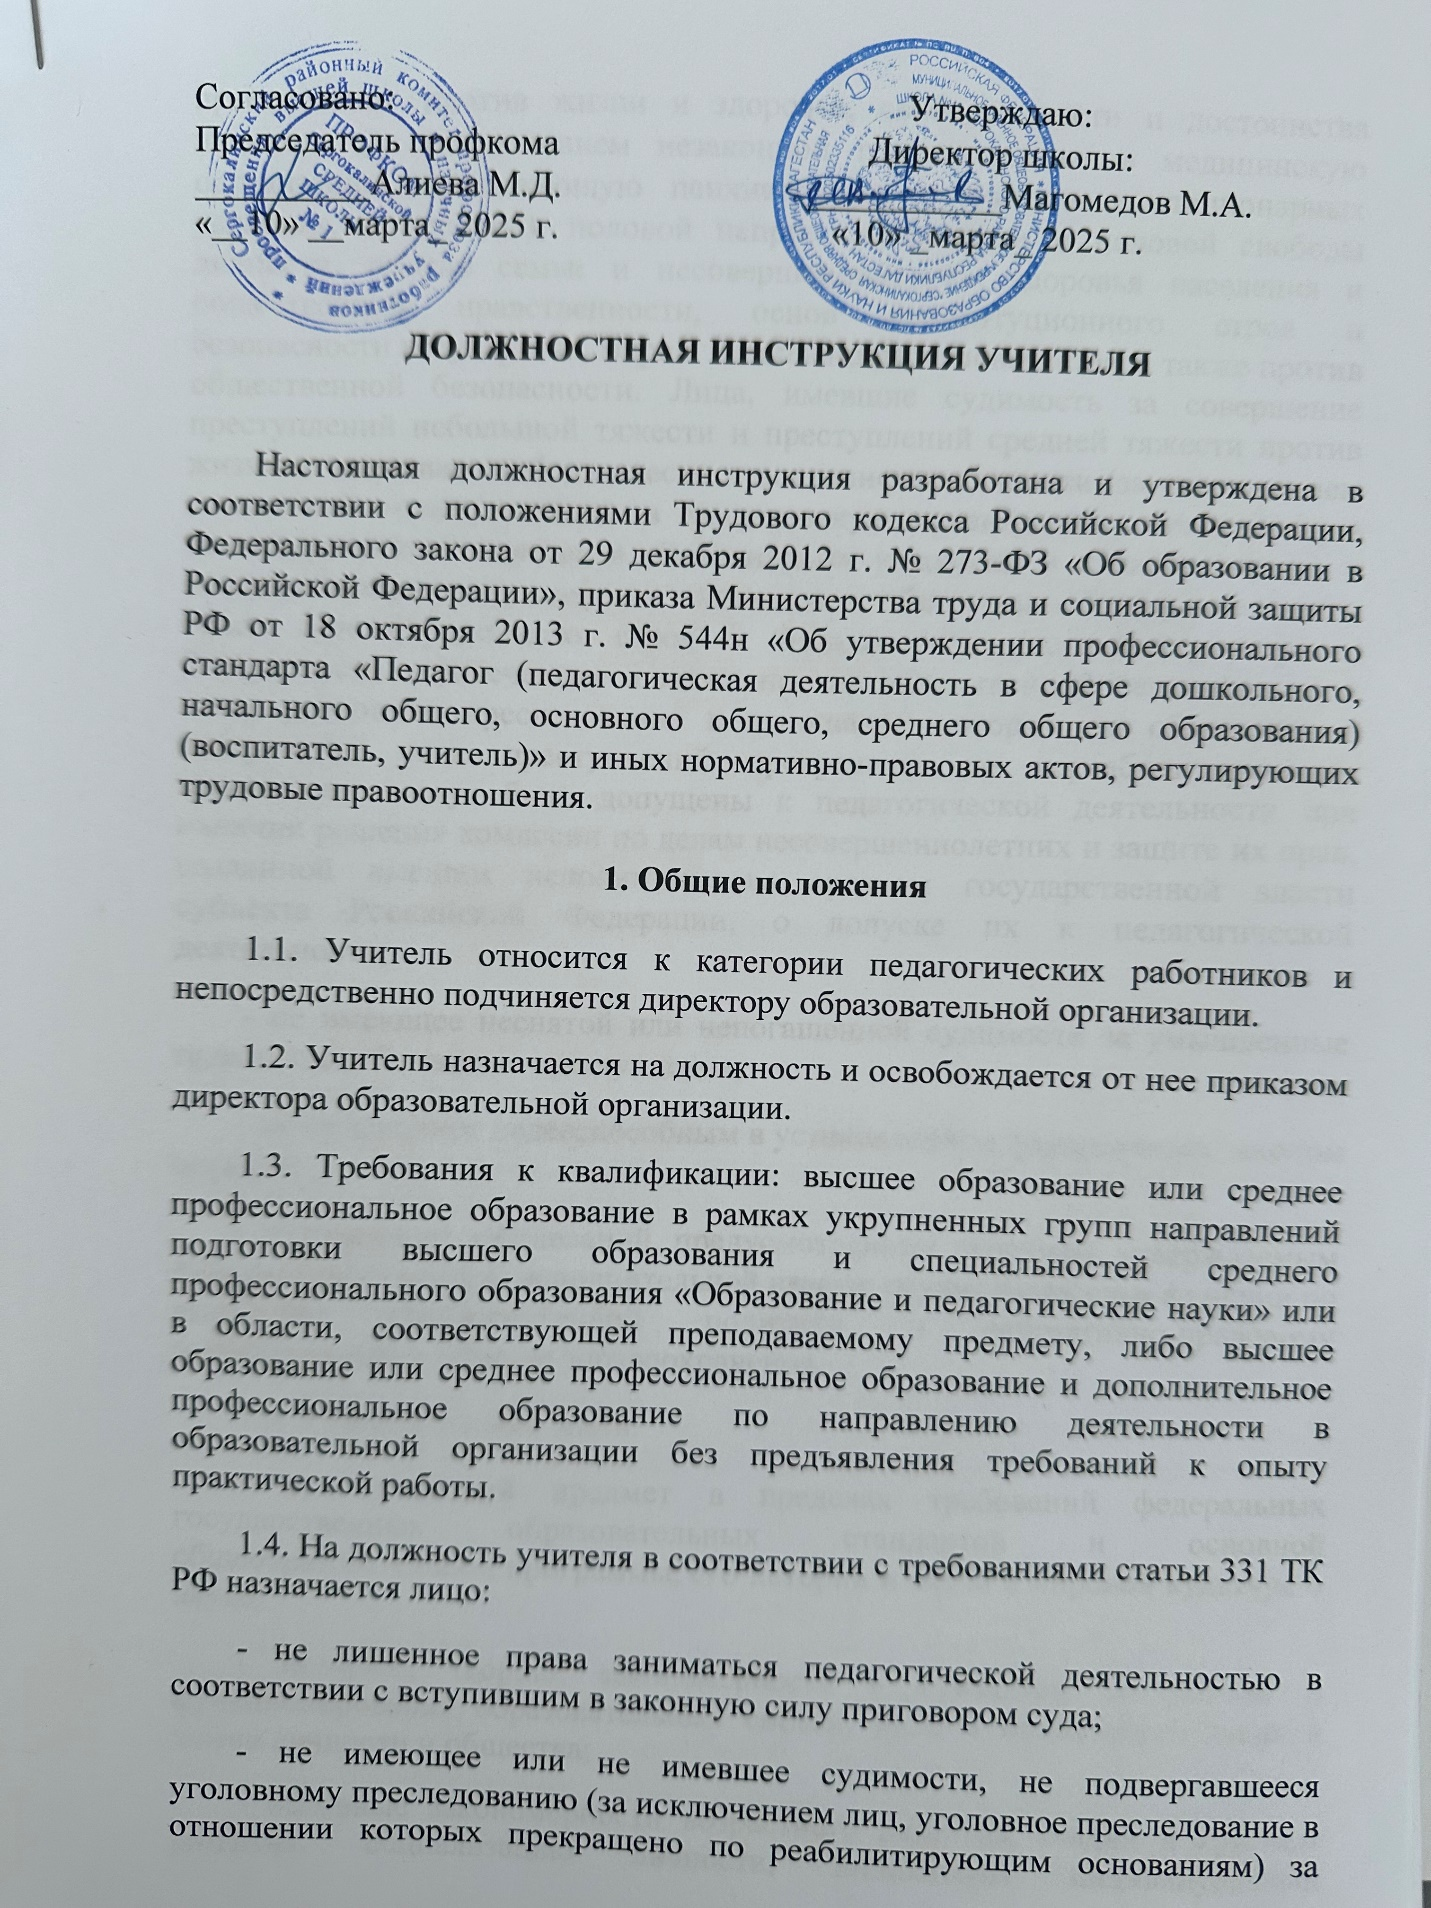 Согласовано:
Председатель профкома
____________Алиева М.Д.
«__10» __марта_ 2025 г.
Утверждаю:
Директор школы:
____________Магомедов М.А.
«10» _ марта_ 2025 г.
ПРОФКОМ
Сергокалинской
СРЕДНЕЙ
ШКОЛЫ
№ 1
ДОЛЖНОСТНАЯ ИНСТРУКЦИЯ УЧИТЕЛЯ
Настоящая должностная инструкция разработана и утверждена в
соответствии с положениями Трудового кодекса Российской Федерации,
Федерального закона от 29 декабря 2012 г. № 273-ФЗ «Об образовании в
Российской Федерации», приказа Министерства труда и социальной защиты
РФ от 18 октября 2013 г. № 544н «Об утверждении профессионального
стандарта «Педагог (педагогическая деятельность в сфере дошкольного,
начального общего, основного общего, среднего общего образования)
(воспитатель, учитель)» и иных нормативно-правовых актов, регулирующих
трудовые правоотношения.
1. Общие положения
1.1. Учитель относится к категории педагогических работников и
непосредственно подчиняется директору образовательной организации.
1.2. Учитель назначается на должность и освобождается от нее приказом
директора образовательной организации.
1.3. Требования к квалификации: высшее образование или среднее
профессиональное образование в рамках укрупненных групп направлений
подготовки высшего образования и специальностей среднего
профессионального образования «Образование и педагогические науки» или
в области, соответствующей преподаваемому предмету, либо высшее
образование или среднее профессиональное образование и дополнительное
профессиональное образование по направлению деятельности в
образовательной организации без предъявления требований к опыту
практической работы.
1.4. На должность учителя в соответствии с требованиями статьи 331 ТК
РФ назначается лицо:
- не лишенное права заниматься педагогической деятельностью в
соответствии с вступившим в законную силу приговором суда;
- не имеющее или не имевшее судимости, не подвергавшееся
уголовному преследованию (за исключением лиц, уголовное преследование в
отношении которых прекращено по реабилитирующим основаниям) за